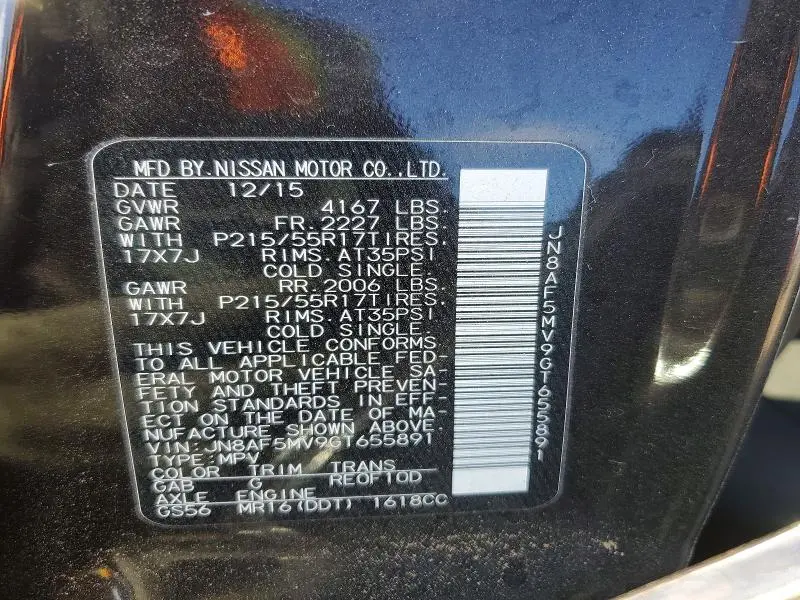 MFD BY.NISSAN MOTOR CO.,LTD.
DATE 12/15
GVWR 4167 LBS.
GAWR FR.2227 LBS.
WITH P215/55R17TIRES.
17X7J RIMS.AT35PSI
COLD SINGLE.
GAWR RR.2006 LBS.
WITH P215/55R17TIRES.
17X7J RIMS.AT35PSI
COLD SINGLE.
THIS VEHICLE CONFORMS
TO ALL APPLICABLE FED-
ERAL MOTOR VEHICLE SA-
FETY AND THEFT PREVEN-
TION STANDARDS IN EFF-
ECT ON THE DATE OF MA-
NUFACTURE SHOWN ABOVE.
VIN:JN8AF5MV9GT655891
TYPE:MPV
COLOR TRIM TRANS
GAB G RE0F10D
AXLE ENGINE
GS56 MR16(DDT) 1618CC
JN8AF5MV9GT655891